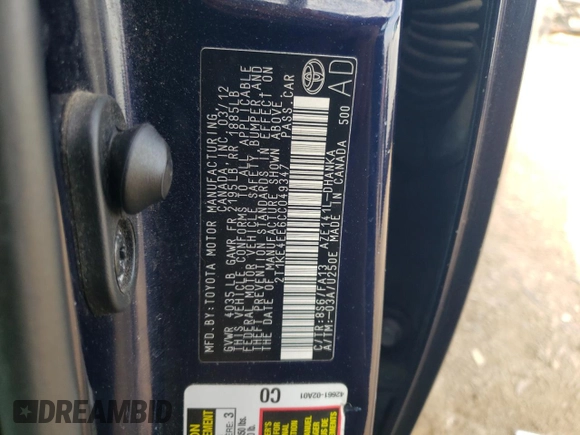 MFD.BY:TOYOTA MOTOR MANUFACTURING,
CANADA INC. 03/12
GVWR 4035LB GAWR FR 2195LB RR 1885LB
THIS VEHICLE CONFORMS TO ALL APPLICABLE
FEDERAL MOTOR VEHICLE SAFETY, BUMPER, AND
THEFT PREVENTION STANDARDS IN EFFECT ON
THE DATE OF MANUFACTURE SHOWN ABOVE.
2T1KE4EE6CC049347 PASS.CAR
C/TR:8S6/FA13 AZE141L-DHANKA
A/TM:-03A/U250E MADE IN CANADA 500
AD
42661-02A01
CO
3
AUTOBIDMASTER